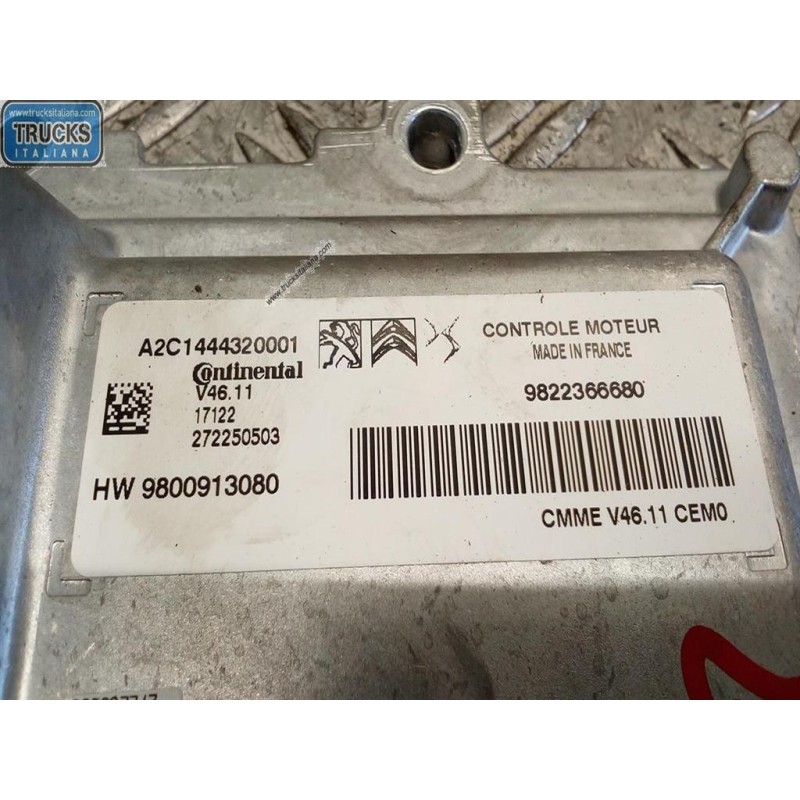 www.trucksitaliana.com
TRUCKS
ITALIANA
www.trucksitaliana.com
A2C1444320001
Continental
V46.11
17122
272250503
HW 9800913080
CONTROLE MOTEUR
MADE IN FRANCE
9822366680
CMME V46.11 CEM0